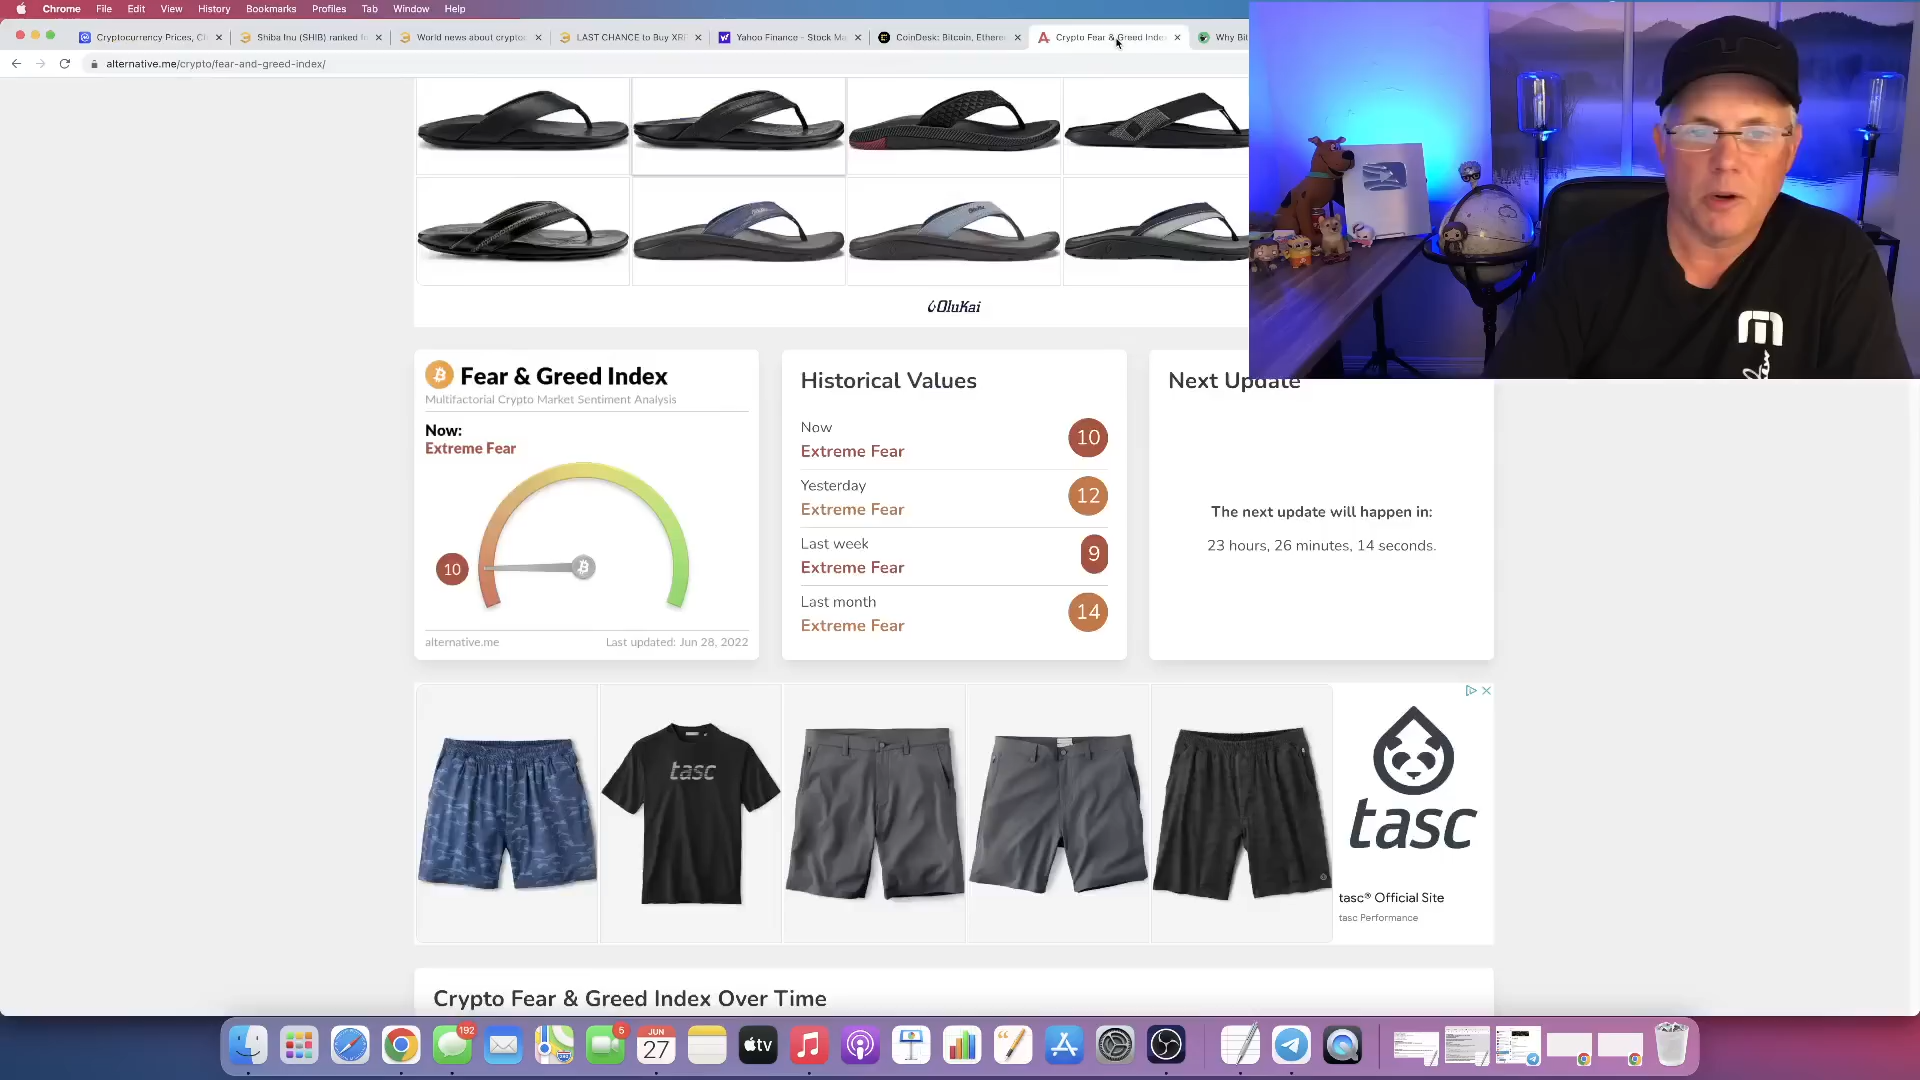 Chrome File Edit View History Bookmarks Profiles Tab Window Help
Cryptocurrency Prices, C
Shiba Inu (SHIB) ranked
World news about crypto
LAST CHANCE to Buy XR
Yahoo Finance - Stock Ma
CoinDesk: Bitcoin, Ethere
Crypto Fear & Greed Index
Why Bit
alternative.me/crypto/fear-and-greed-index/
OluKai
Fear & Greed Index
Multifactorial Crypto Market Sentiment Analysis
Now:
Extreme Fear
10
alternative.me
Last updated: Jun 28, 2022
Historical Values
Now
Extreme Fear
10
Yesterday
Extreme Fear
12
Last week
Extreme Fear
9
Last month
Extreme Fear
14
Next Update
The next update will happen in:
23 hours, 26 minutes, 14 seconds.
tasc
tasc
tasc® Official Site
tasc Performance
Crypto Fear & Greed Index Over Time
192
5
JUN
27
tv